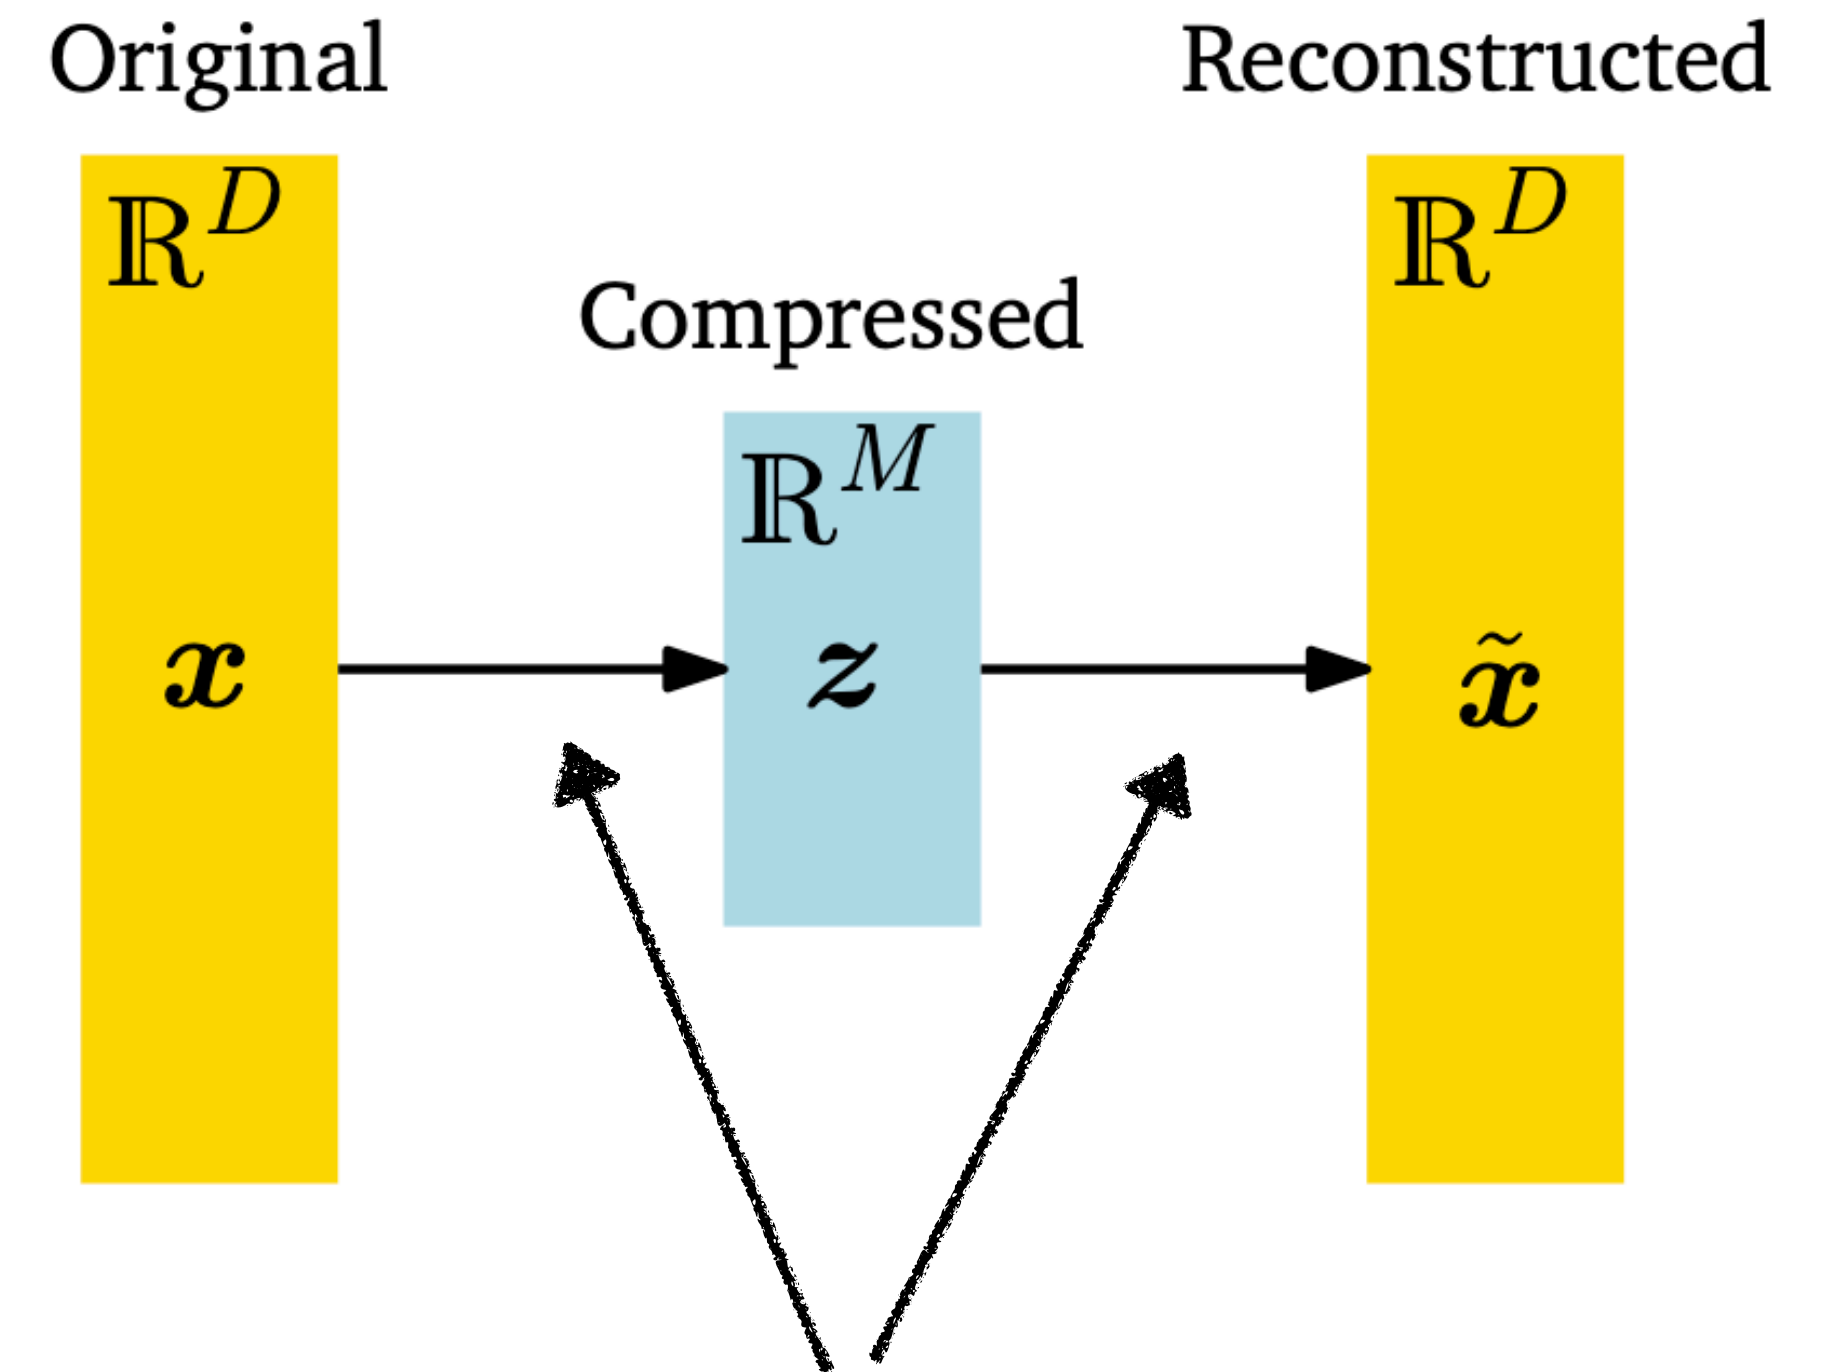 Original
Reconstructed
ℝ^D
ℝ^D
Compressed
ℝ^M
x
z
x̃